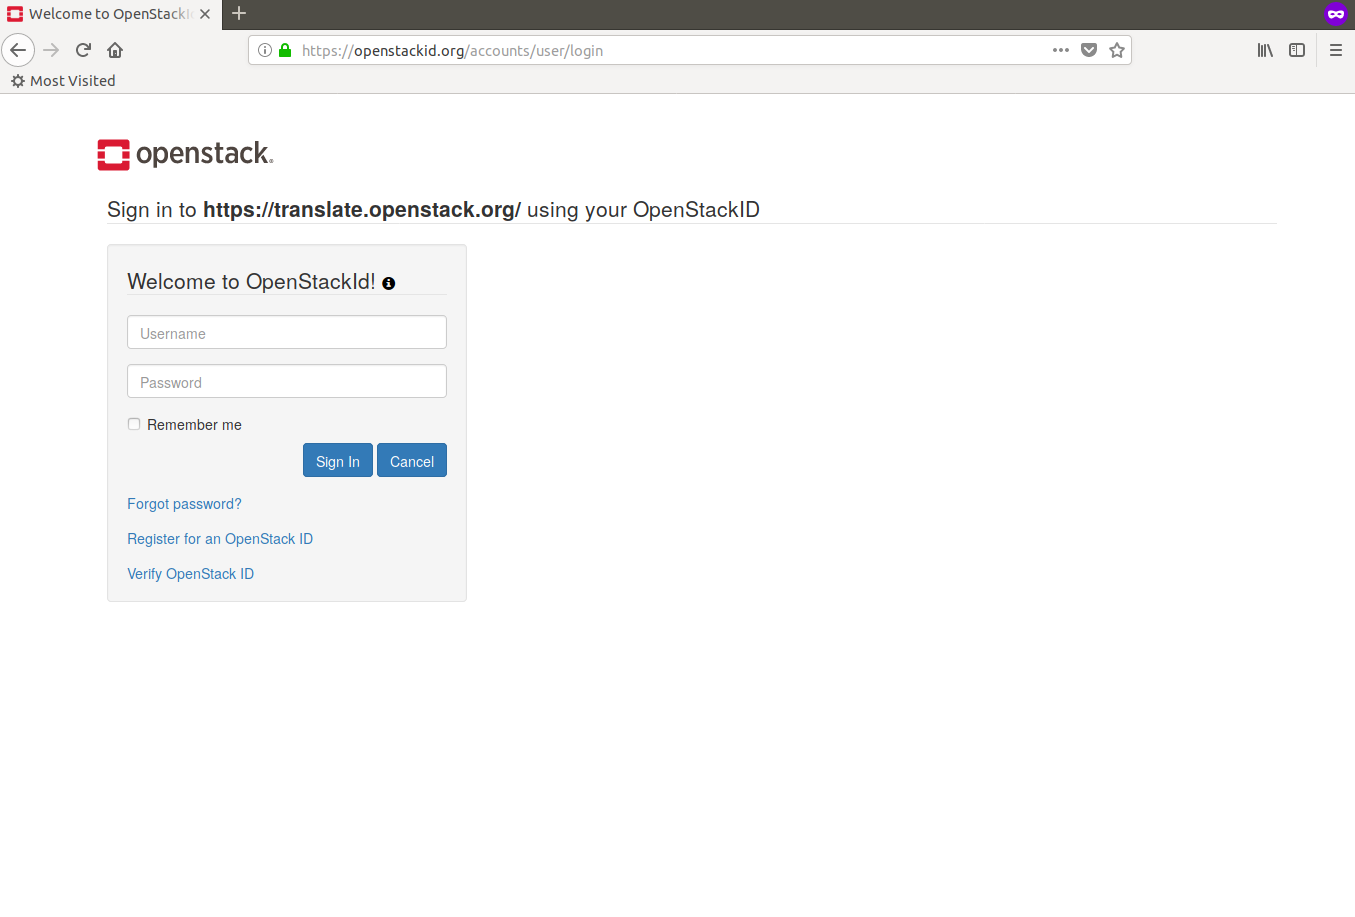 Welcome to OpenStackI
https://openstackid.org/accounts/user/login
Most Visited
openstack
Sign in to https://translate.openstack.org/ using your OpenStackID
Welcome to OpenStackId!
Username
Password
Remember me
Sign In Cancel
Forgot password?
Register for an OpenStack ID
Verify OpenStack ID